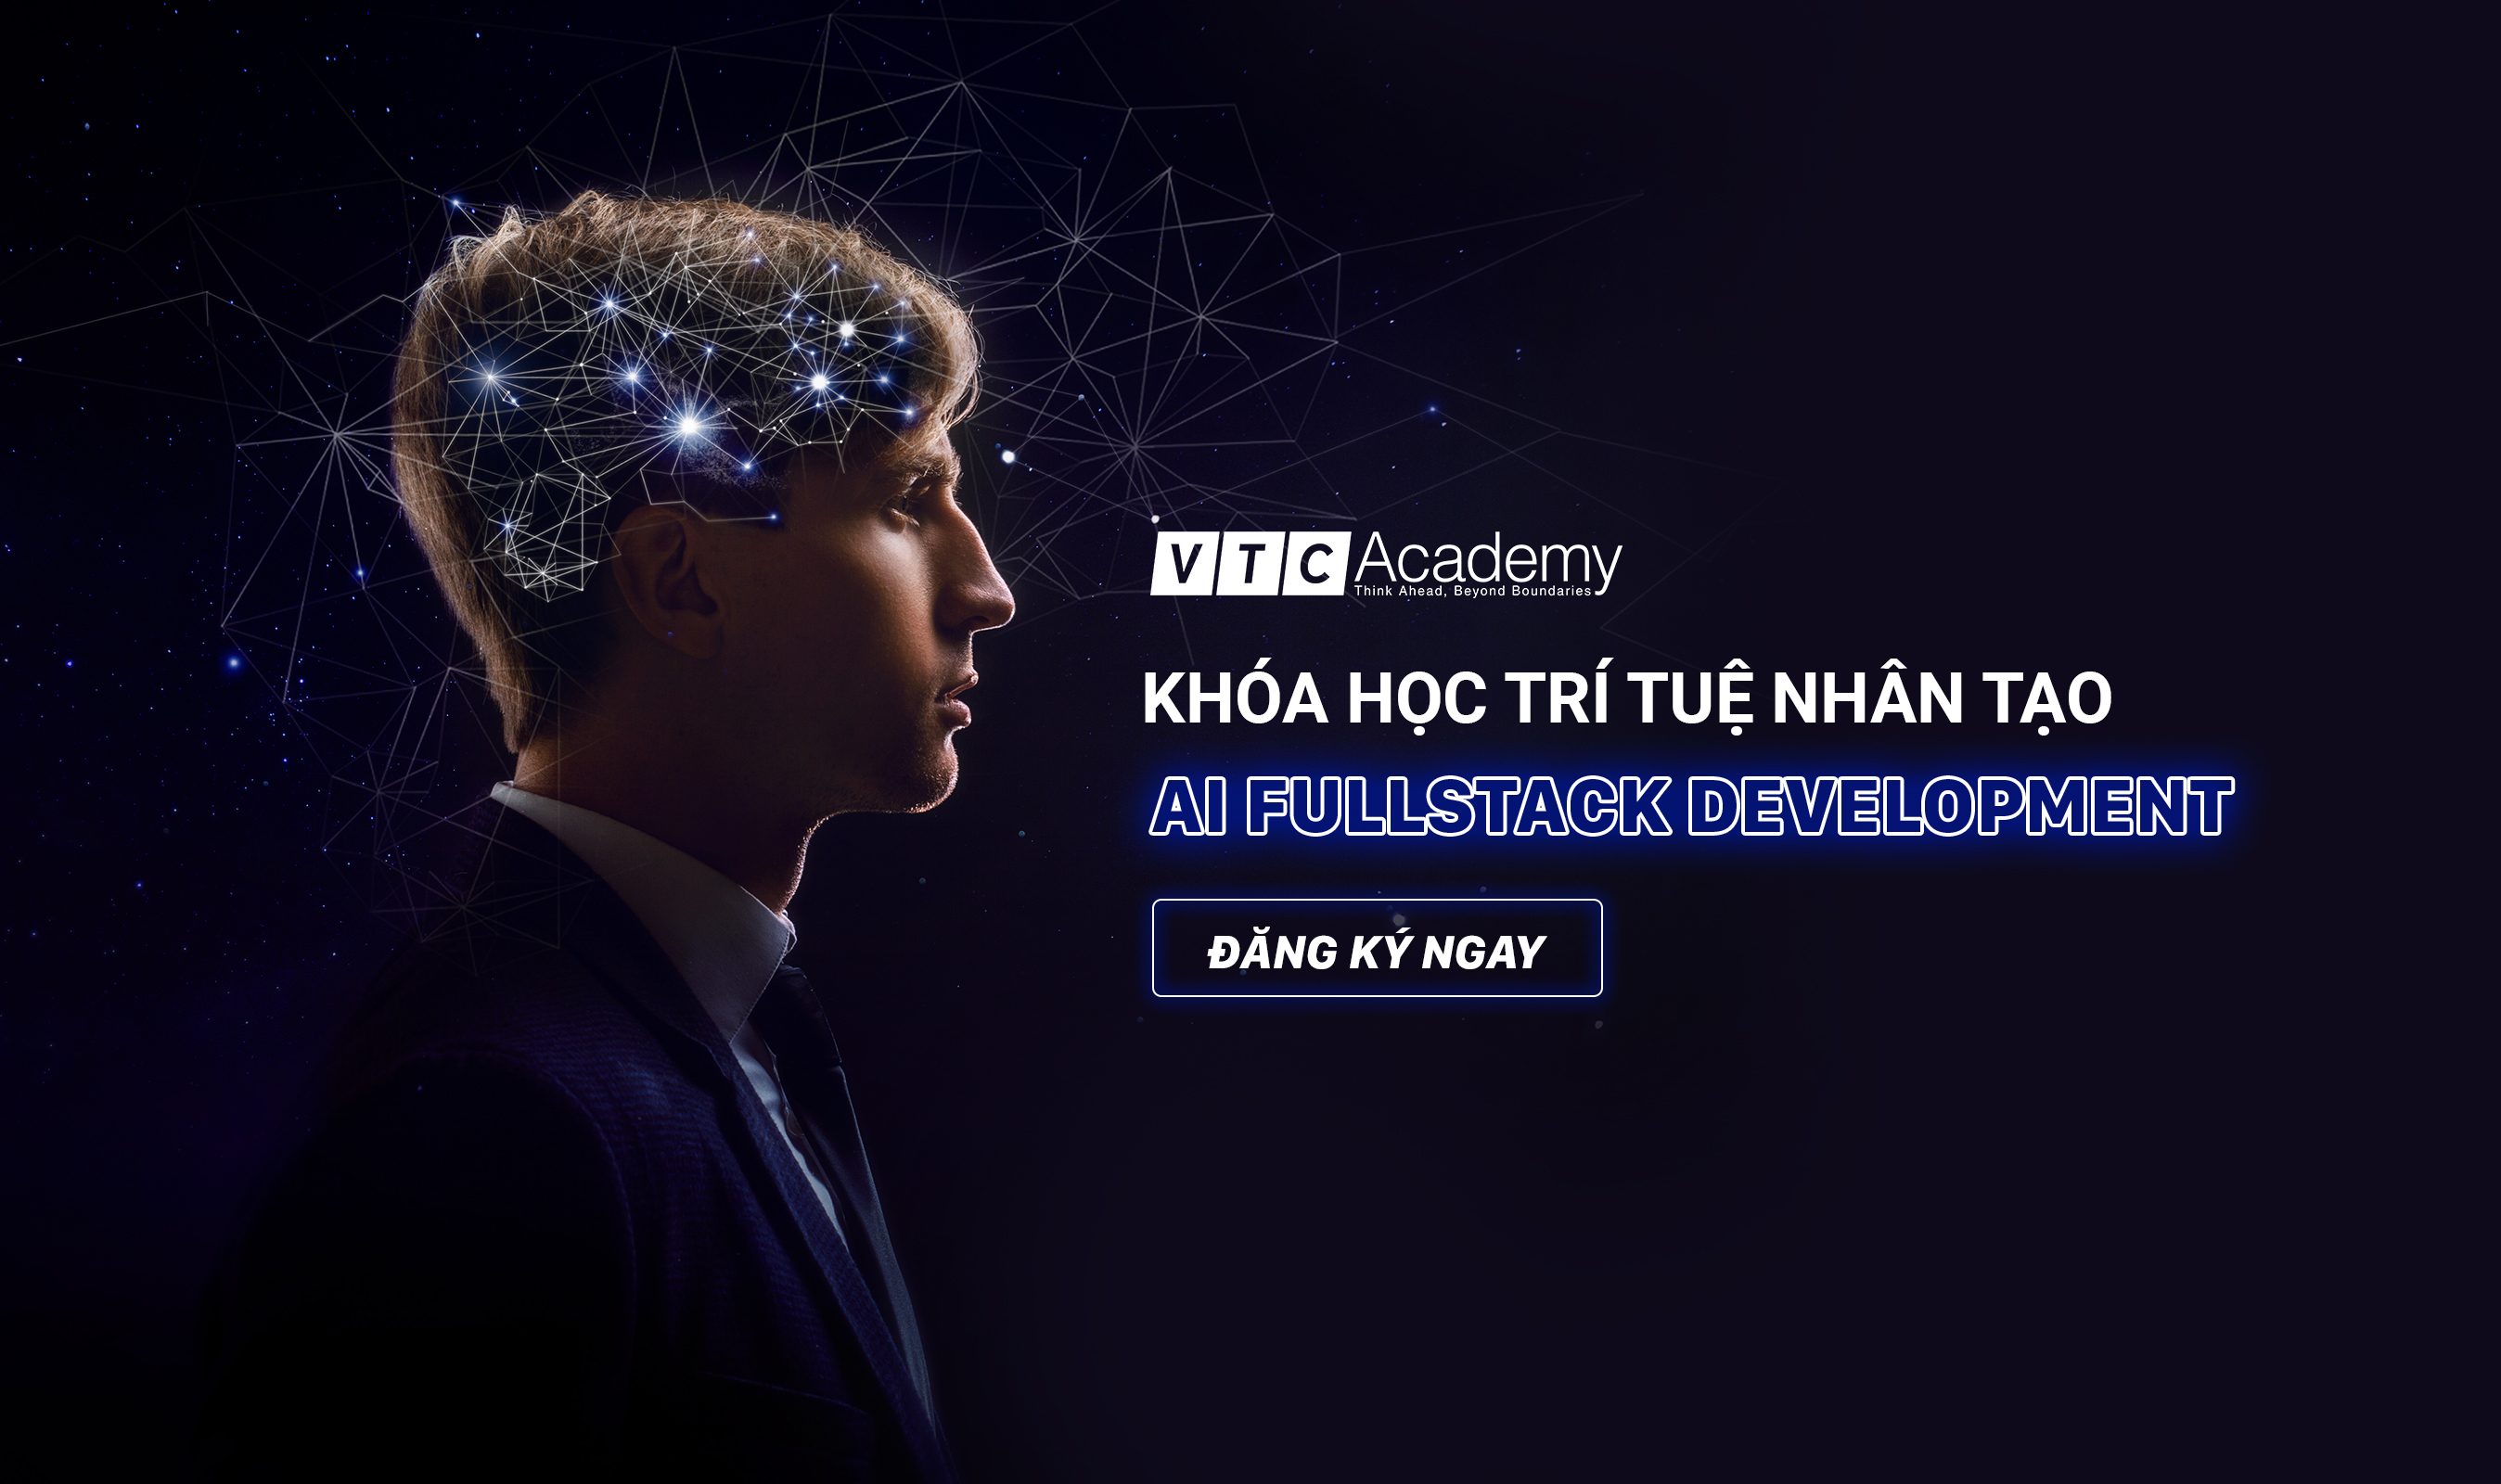 VTC Academy
Think Ahead, Beyond Boundaries
KHÓA HỌC TRÍ TUỆ NHÂN TẠO
AI FULLSTACK DEVELOPMENT
ĐĂNG KÝ NGAY